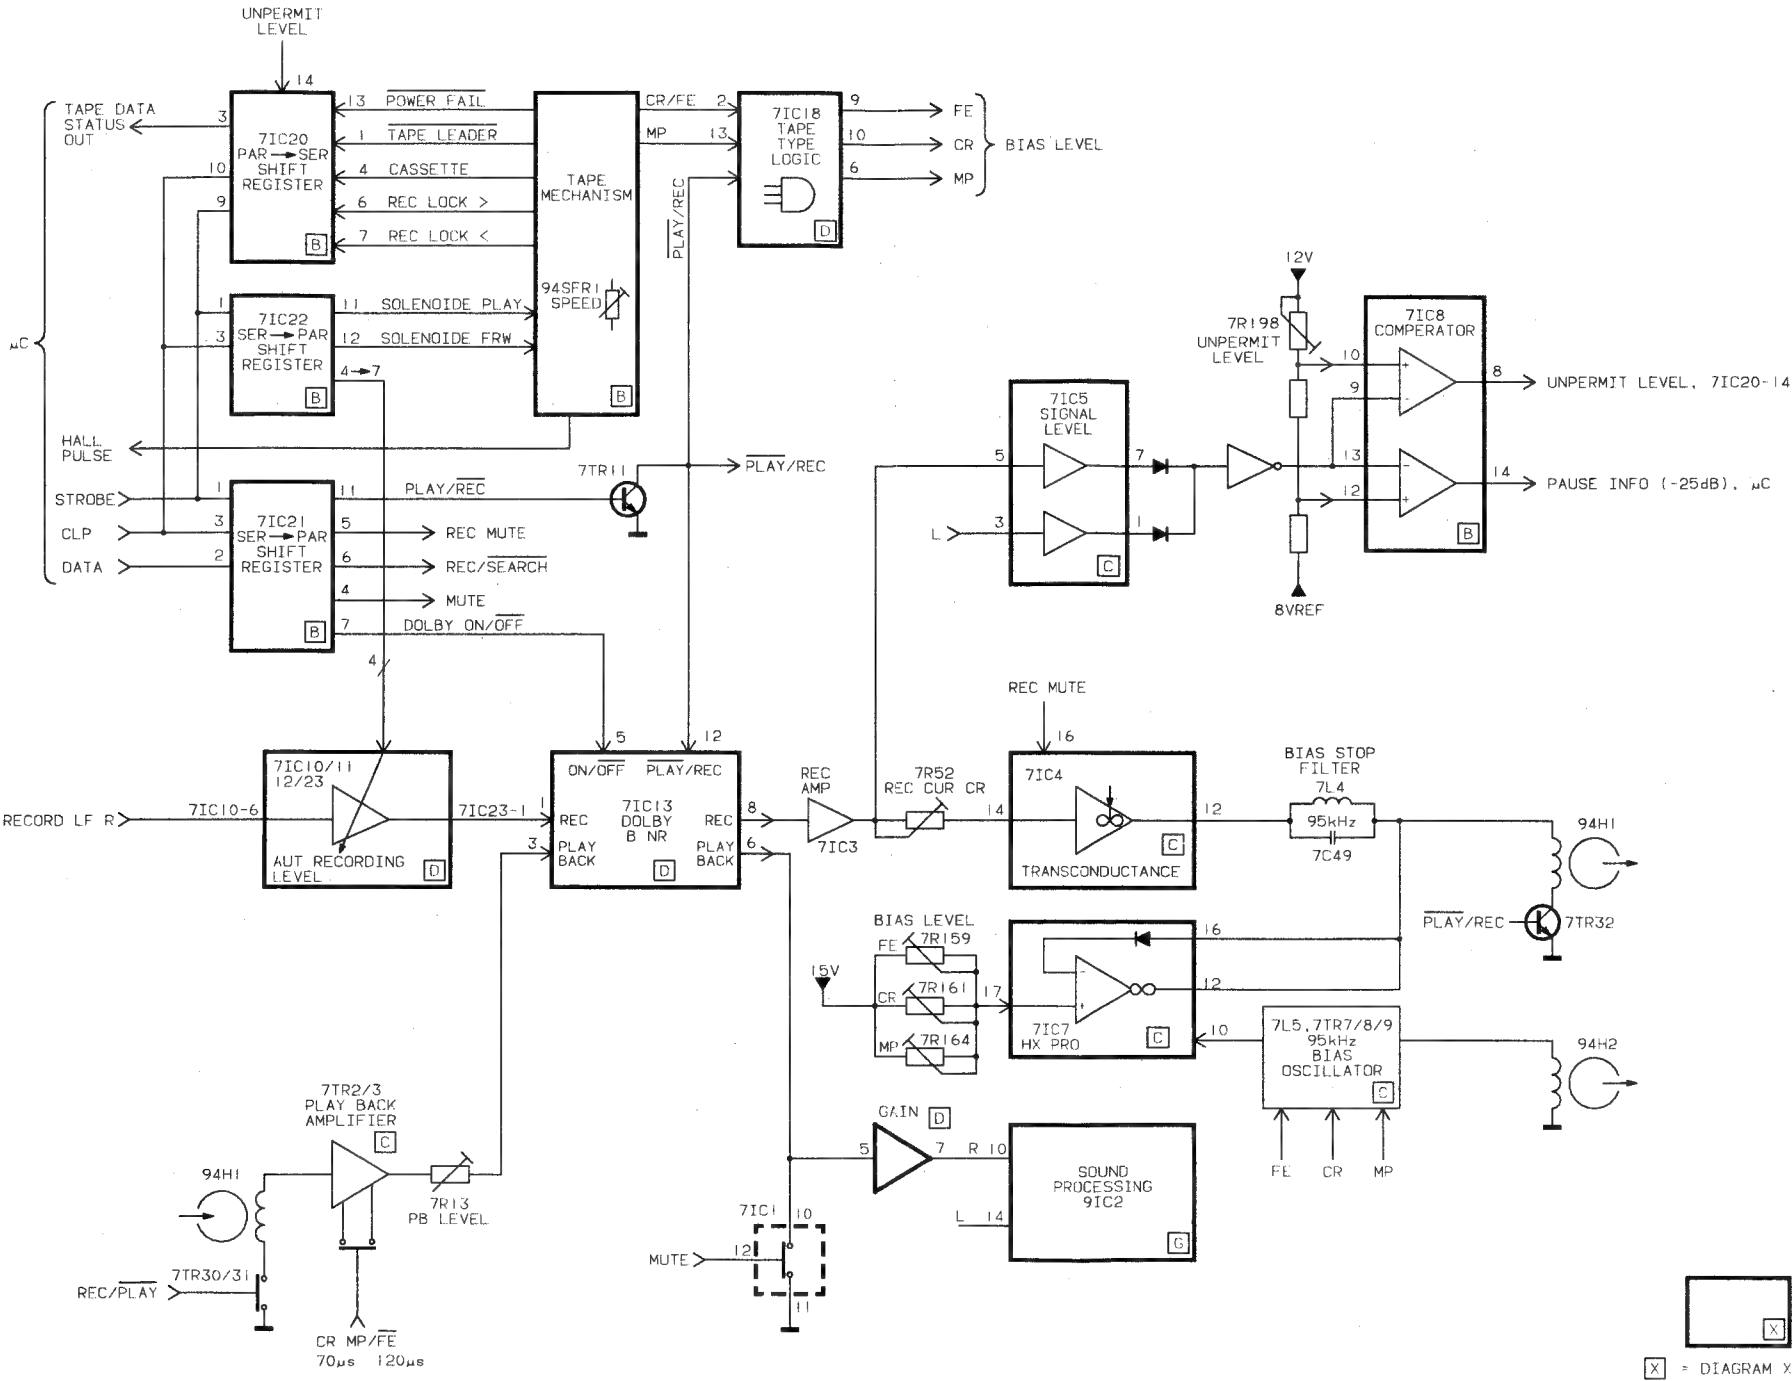 UNPERMIT
LEVEL
14
TAPE DATA
STATUS
OUT
3
10
9
7IC20
PAR → SER
SHIFT
REGISTER
B
13 POWER FAIL
1 TAPE LEADER
4 CASSETTE
6 REC LOCK >
7 REC LOCK <
TAPE
MECHANISM
94SFR1
SPEED
B
CR/FE 2
MP 13
PLAY/REC
7IC18
TAPE
TYPE
LOGIC
D
9 FE
10 CR
6 MP
BIAS LEVEL
µC
1
3
7IC22
SER → PAR
SHIFT
REGISTER
B
11 SOLENOIDE PLAY
12 SOLENOIDE FRW
4→7
HALL
PULSE
STROBE 1
CLP 3
DATA 2
7IC21
SER → PAR
SHIFT
REGISTER
B
11 PLAY/REC
7TR11
PLAY/REC
5 REC MUTE
6 REC/SEARCH
4 MUTE
7 DOLBY ON/OFF
4
12V
7R198
UNPERMIT
LEVEL
8VREF
7IC5
SIGNAL
LEVEL
5 7
L 3 1
C
7IC8
COMPERATOR
10
9
13
12
B
8 UNPERMIT LEVEL, 7IC20-14
14 PAUSE INFO (-25dB), µC
RECORD LF R 7IC10-6
7IC10/11
12/23
AUT RECORDING
LEVEL
D
7IC23-1 1
3
5 12
ON/OFF PLAY/REC
7IC13
DOLBY
B NR
REC REC
PLAY PLAY
BACK BACK
D
8
6
REC
AMP
7IC3
7R52
REC CUR CR
14
REC MUTE
16
7IC4
C
TRANSCONDUCTANCE
12
BIAS STOP
FILTER
7L4
95kHz
7C49
94H1
PLAY/REC 7TR32
BIAS LEVEL
FE 7R159
15V
CR 7R161
MP 7R164
17
7IC7
HX PRO
C
16
12
10
7L5,7TR7/8/9
95kHz
BIAS
OSCILLATOR
C
FE CR MP
94H2
7TR2/3
PLAY BACK
AMPLIFIER
C
94H1
7R13
PB LEVEL
7TR30/31
REC/PLAY
CR MP/FE
70µs 120µs
GAIN D
5 7
R 10
L 14
SOUND
PROCESSING
9IC2
G
7IC1 10
MUTE 12
11
X
X = DIAGRAM X